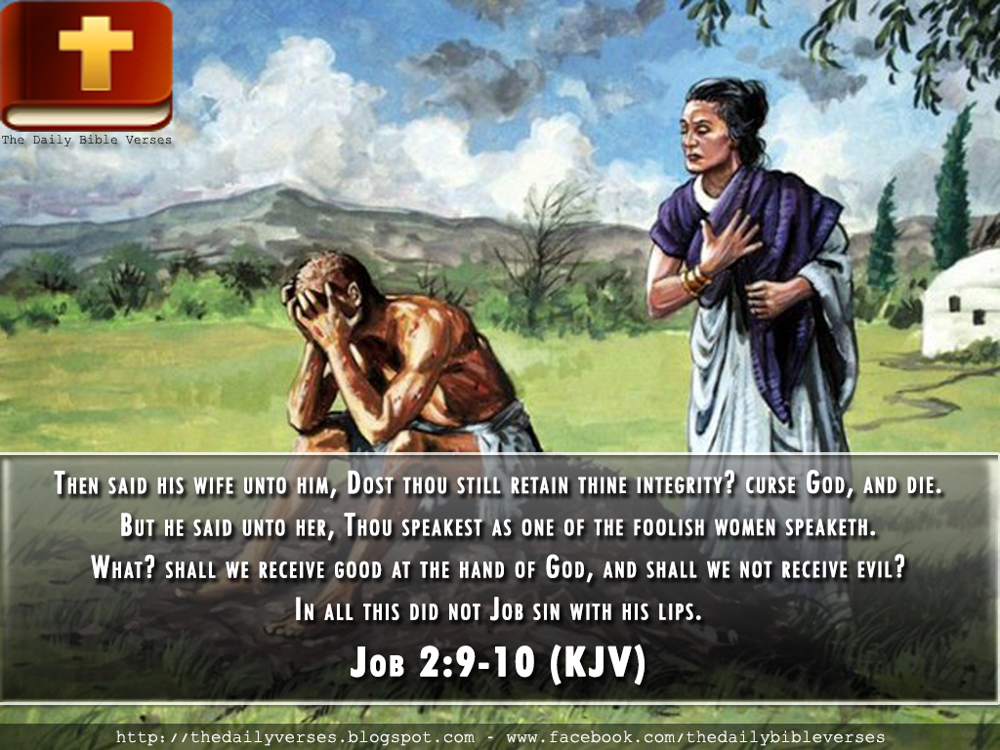 The Daily Bible Verses
Then said his wife unto him, Dost thou still retain thine integrity? curse God, and die.
But he said unto her, Thou speakest as one of the foolish women speaketh.
What? shall we receive good at the hand of God, and shall we not receive evil?
In all this did not Job sin with his lips.
Job 2:9-10 (KJV)
http://thedailyverses.blogspot.com - www.facebook.com/thedailybibleverses